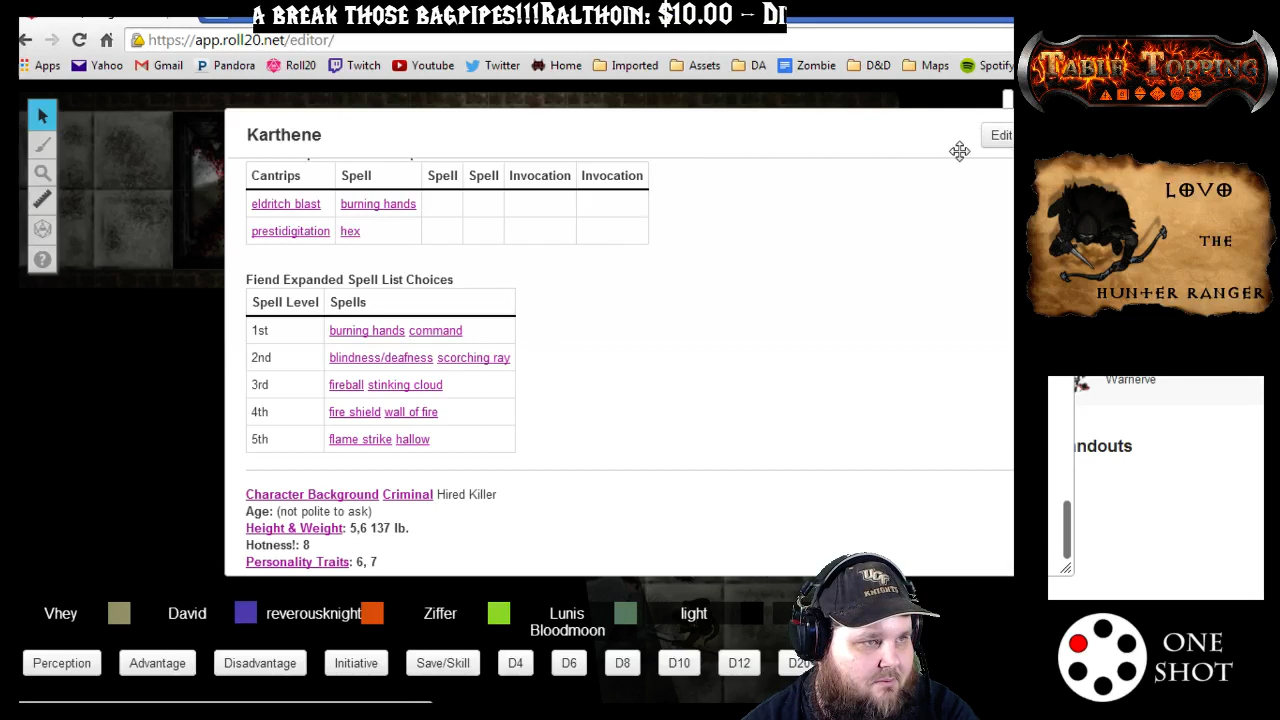 A BREAK THOSE BAGPIPES!!!RALTHOIN: $10.00 - DI
https://app.roll20.net/editor/
Apps Yahoo Gmail Pandora Roll20 Twitch Youtube Twitter Home Imported Assets DA Zombie D&D Maps Spotify
TABLE TOPPING
Karthene
Edit
Cantrips Spell Spell Spell Invocation Invocation
eldritch blast burning hands
prestidigitation hex
LOVO
THE
HUNTER RANGER
Fiend Expanded Spell List Choices
Spell Level Spells
1st burning hands command
2nd blindness/deafness scorching ray
3rd fireball stinking cloud
4th fire shield wall of fire
5th flame strike hallow
Warnerve
ndouts
Character Background Criminal Hired Killer
Age: (not polite to ask)
Height & Weight: 5,6 137 lb.
Hotness!: 8
Personality Traits: 6, 7
UCF
KNIGHTS
Vhey David reverousknight Ziffer Lunis Bloodmoon light
Perception Advantage Disadvantage Initiative Save/Skill D4 D6 D8 D10 D12 D20
ONE
SHOT